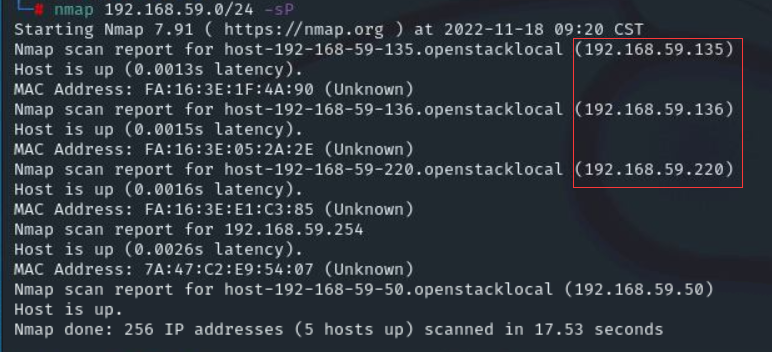 └─# nmap 192.168.59.0/24 -sP
Starting Nmap 7.91 ( https://nmap.org ) at 2022-11-18 09:20 CST
Nmap scan report for host-192-168-59-135.openstacklocal (192.168.59.135)
Host is up (0.0013s latency).
MAC Address: FA:16:3E:1F:4A:90 (Unknown)
Nmap scan report for host-192-168-59-136.openstacklocal (192.168.59.136)
Host is up (0.0015s latency).
MAC Address: FA:16:3E:05:2A:2E (Unknown)
Nmap scan report for host-192-168-59-220.openstacklocal (192.168.59.220)
Host is up (0.0016s latency).
MAC Address: FA:16:3E:E1:C3:85 (Unknown)
Nmap scan report for 192.168.59.254
Host is up (0.0026s latency).
MAC Address: 7A:47:C2:E9:54:07 (Unknown)
Nmap scan report for host-192-168-59-50.openstacklocal (192.168.59.50)
Host is up.
Nmap done: 256 IP addresses (5 hosts up) scanned in 17.53 seconds